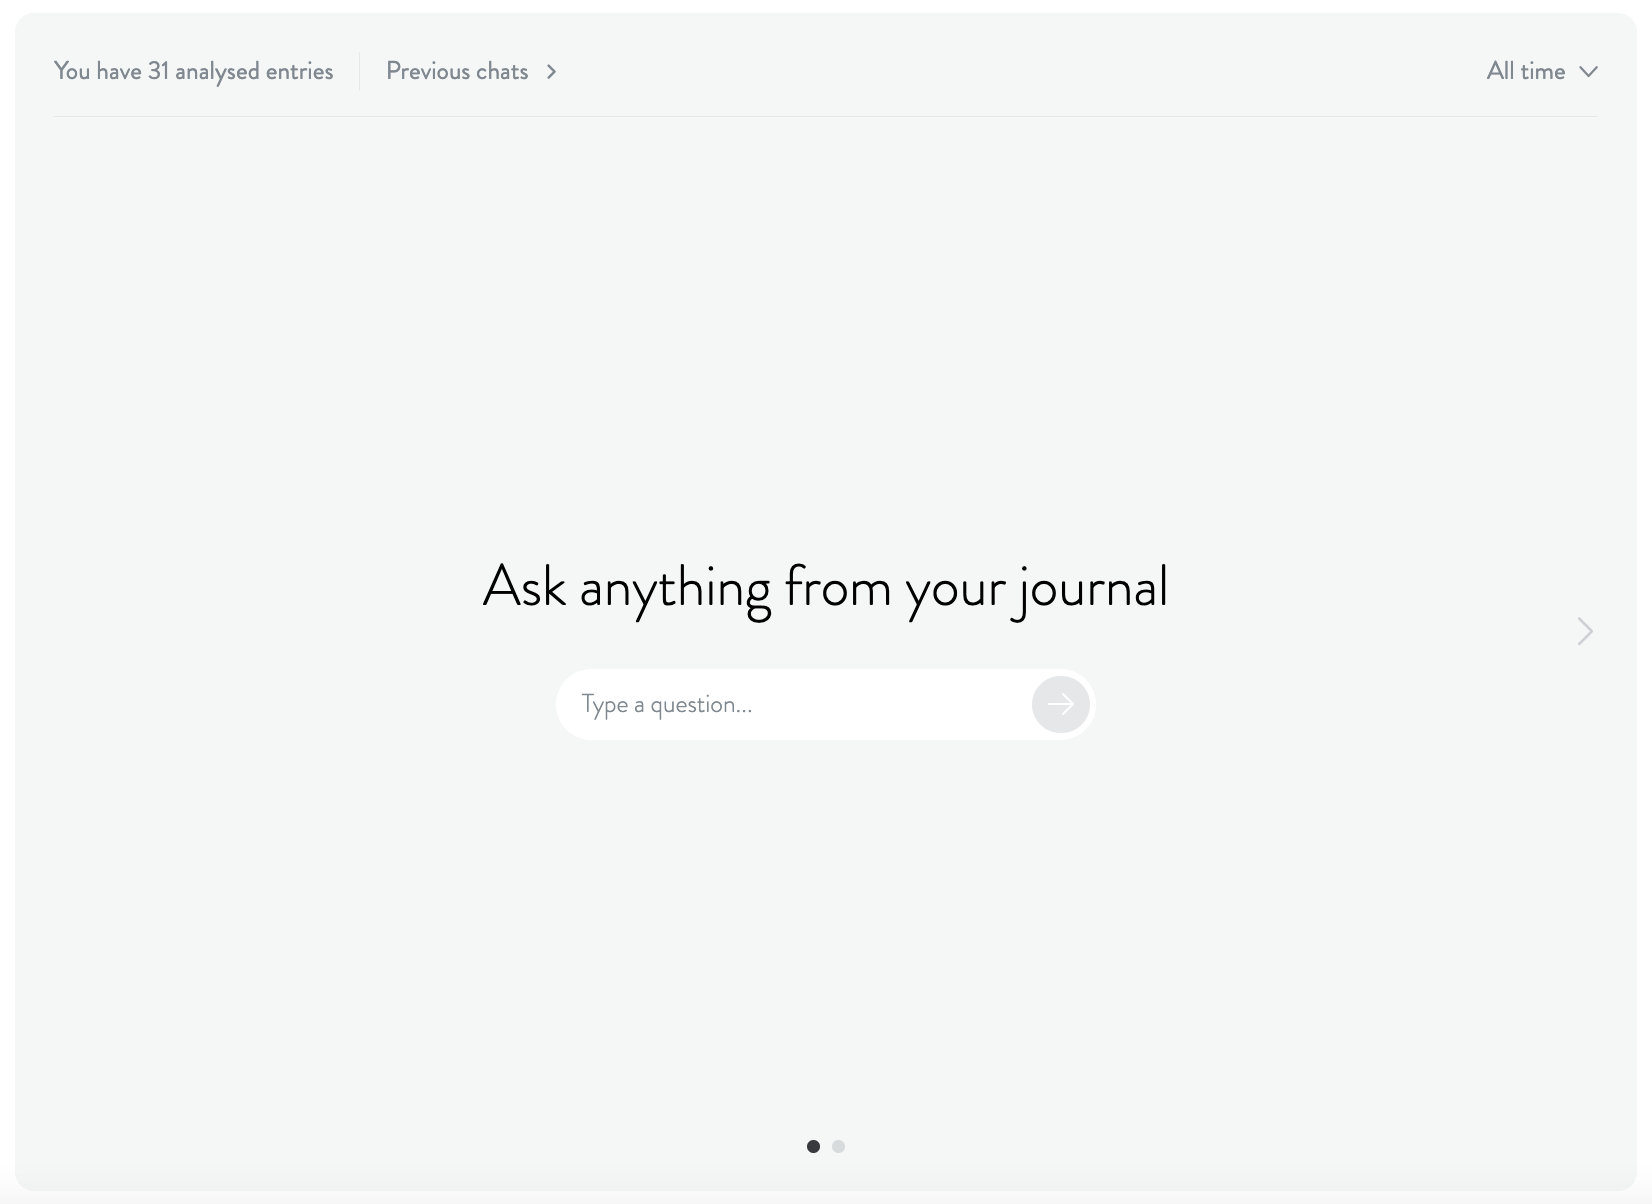 You have 31 analysed entries
Previous chats
All time
Ask anything from your journal
Type a question...